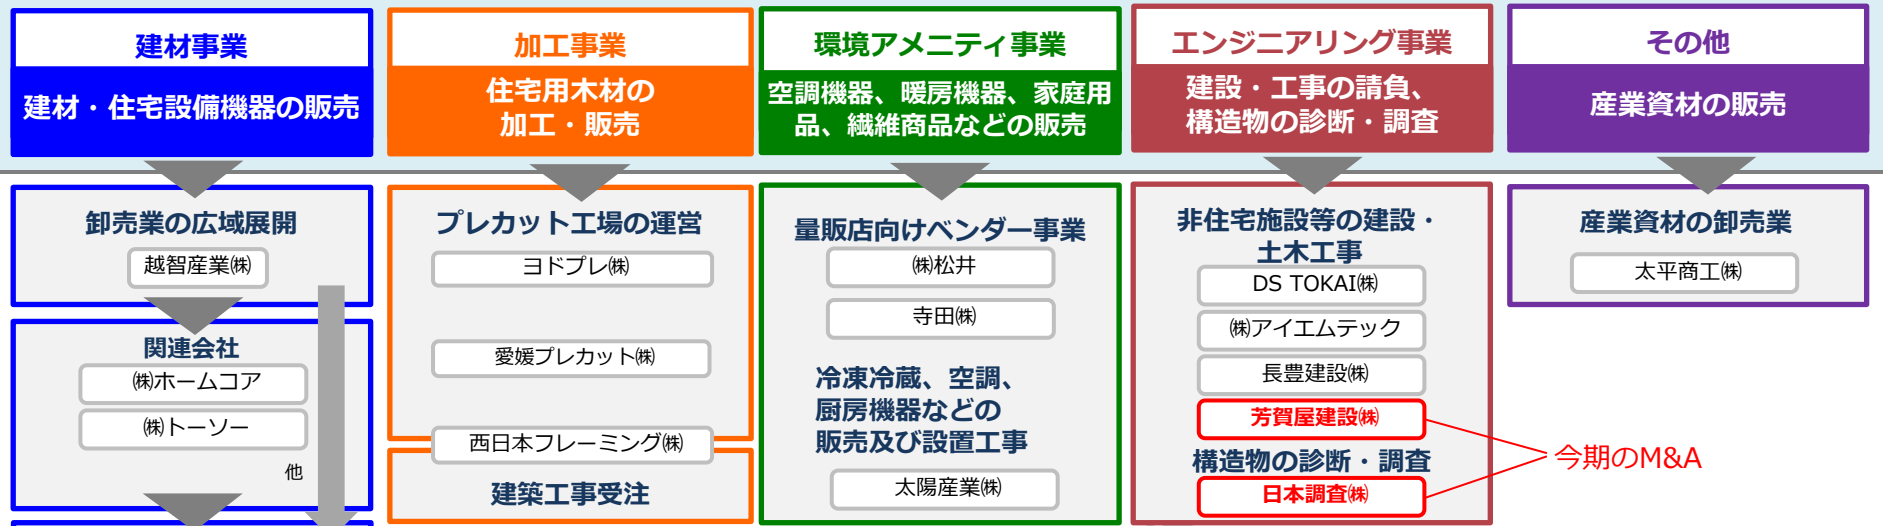 建材事業
建材・住宅設備機器の販売
卸売業の広域展開
越智産業㈱
関連会社
㈱ホームコア
㈱トーソー
他
加工事業
住宅用木材の
加工・販売
プレカット工場の運営
ヨドプレ㈱
愛媛プレカット㈱
西日本フレーミング㈱
建築工事受注
環境アメニティ事業
空調機器、暖房機器、家庭用
品、繊維商品などの販売
量販店向けベンダー事業
㈱松井
寺田㈱
冷凍冷蔵、空調、
厨房機器などの
販売及び設置工事
太陽産業㈱
エンジニアリング事業
建設・工事の請負、
構造物の診断・調査
非住宅施設等の建設・
土木工事
DS TOKAI㈱
㈱アイエムテック
長豊建設㈱
芳賀屋建設㈱
構造物の診断・調査
日本調査㈱
今期のM&A
その他
産業資材の販売
産業資材の卸売業
太平商工㈱